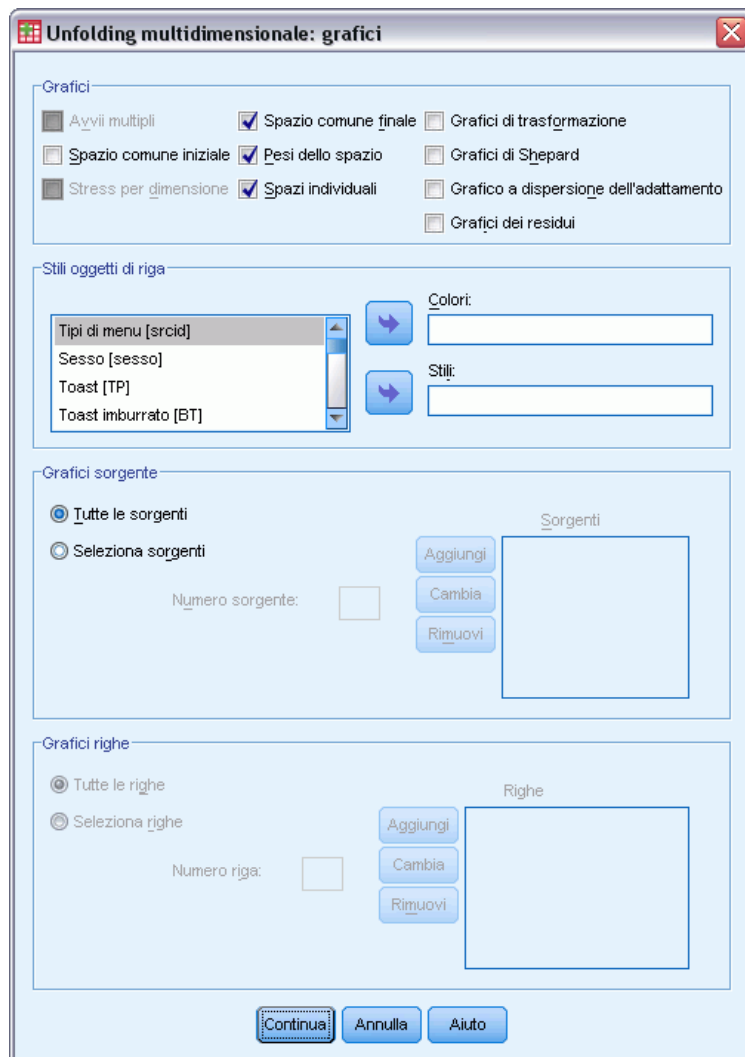 Unfolding multidimensionale: grafici
Grafici
Avvii multipli
Spazio comune finale
Grafici di trasformazione
Spazio comune iniziale
Pesi dello spazio
Grafici di Shepard
Stress per dimensione
Spazi individuali
Grafico a dispersione dell'adattamento
Grafici dei residui
Stili oggetti di riga
Tipi di menu [srcid]
Sesso [sesso]
Toast [TP]
Toast imburrato [BT]
Colori:
Stili:
Grafici sorgente
Tutte le sorgenti
Seleziona sorgenti
Numero sorgente:
Sorgenti
Aggiungi
Cambia
Rimuovi
Grafici righe
Tutte le righe
Seleziona righe
Numero riga:
Righe
Aggiungi
Cambia
Rimuovi
Continua
Annulla
Aiuto